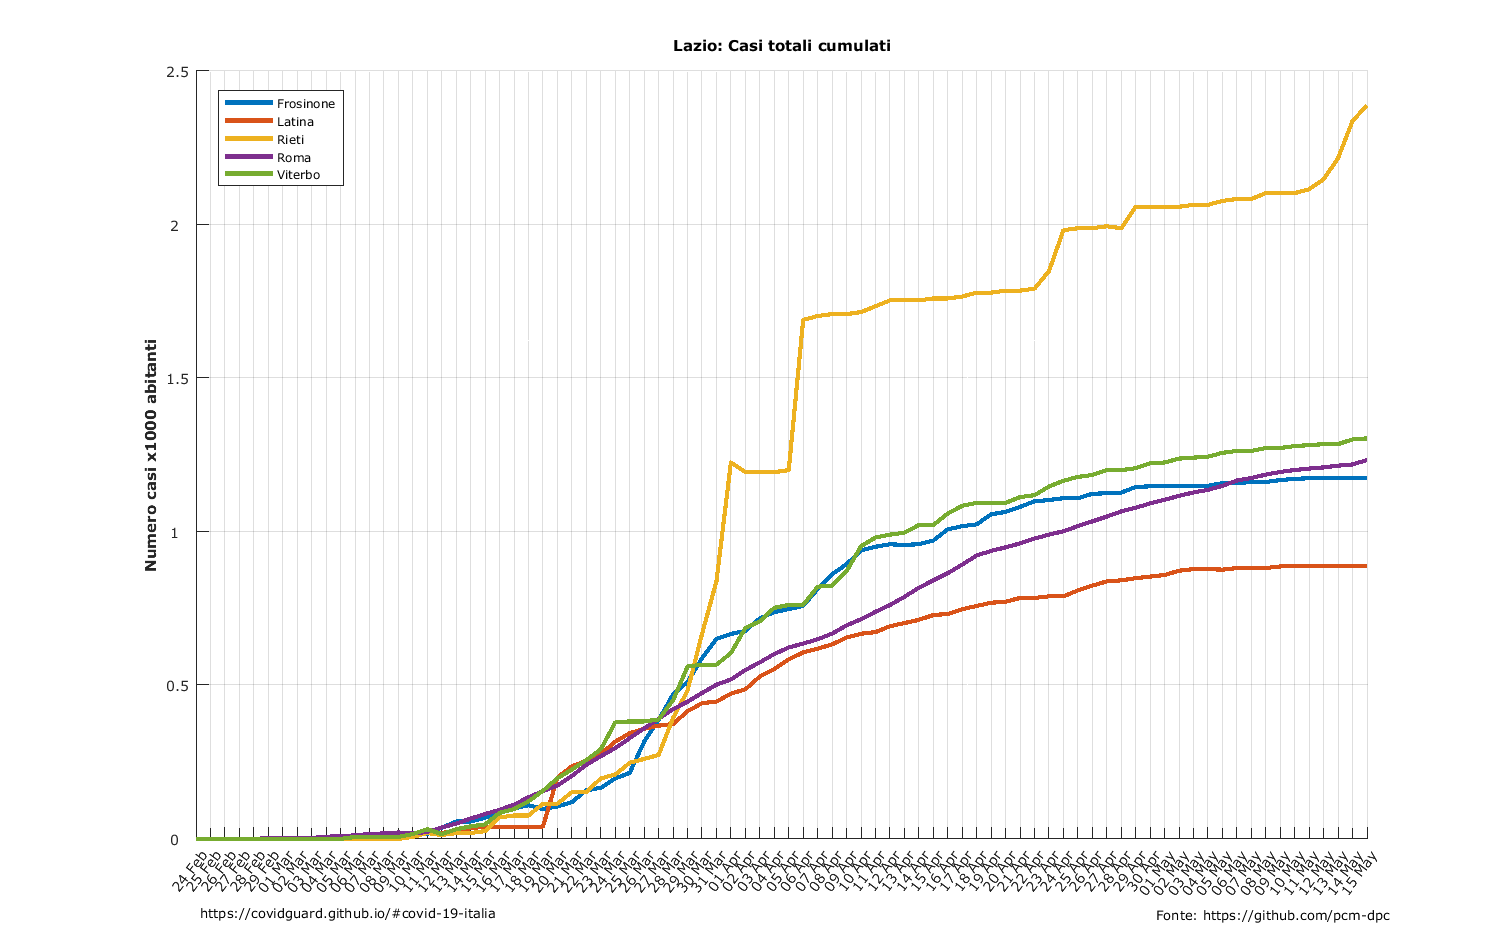 Lazio: Casi totali cumulati
2.5
2
1.5
1
0.5
0
Numero casi x1000 abitanti
Frosinone
Latina
Rieti
Roma
Viterbo
24 Feb
25 Feb
26 Feb
27 Feb
28 Feb
29 Feb
01 Mar
02 Mar
03 Mar
04 Mar
05 Mar
06 Mar
07 Mar
08 Mar
09 Mar
10 Mar
11 Mar
12 Mar
13 Mar
14 Mar
15 Mar
16 Mar
17 Mar
18 Mar
19 Mar
20 Mar
21 Mar
22 Mar
23 Mar
24 Mar
25 Mar
26 Mar
27 Mar
28 Mar
29 Mar
30 Mar
31 Mar
01 Apr
02 Apr
03 Apr
04 Apr
05 Apr
06 Apr
07 Apr
08 Apr
09 Apr
10 Apr
11 Apr
12 Apr
13 Apr
14 Apr
15 Apr
16 Apr
17 Apr
18 Apr
19 Apr
20 Apr
21 Apr
22 Apr
23 Apr
24 Apr
25 Apr
26 Apr
27 Apr
28 Apr
29 Apr
30 Apr
01 May
02 May
03 May
04 May
05 May
06 May
07 May
08 May
09 May
10 May
11 May
12 May
13 May
14 May
15 May
https://covidguard.github.io/#covid-19-italia
Fonte: https://github.com/pcm-dpc